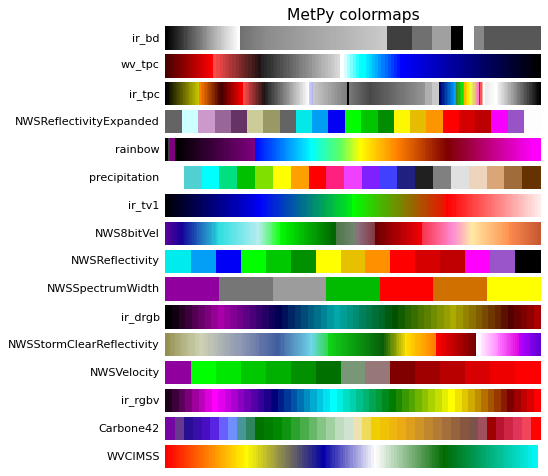 MetPy colormaps
ir_bd
wv_tpc
ir_tpc
NWSReflectivityExpanded
rainbow
precipitation
ir_tv1
NWS8bitVel
NWSReflectivity
NWSSpectrumWidth
ir_drgb
NWSStormClearReflectivity
NWSVelocity
ir_rgbv
Carbone42
WVCIMSS